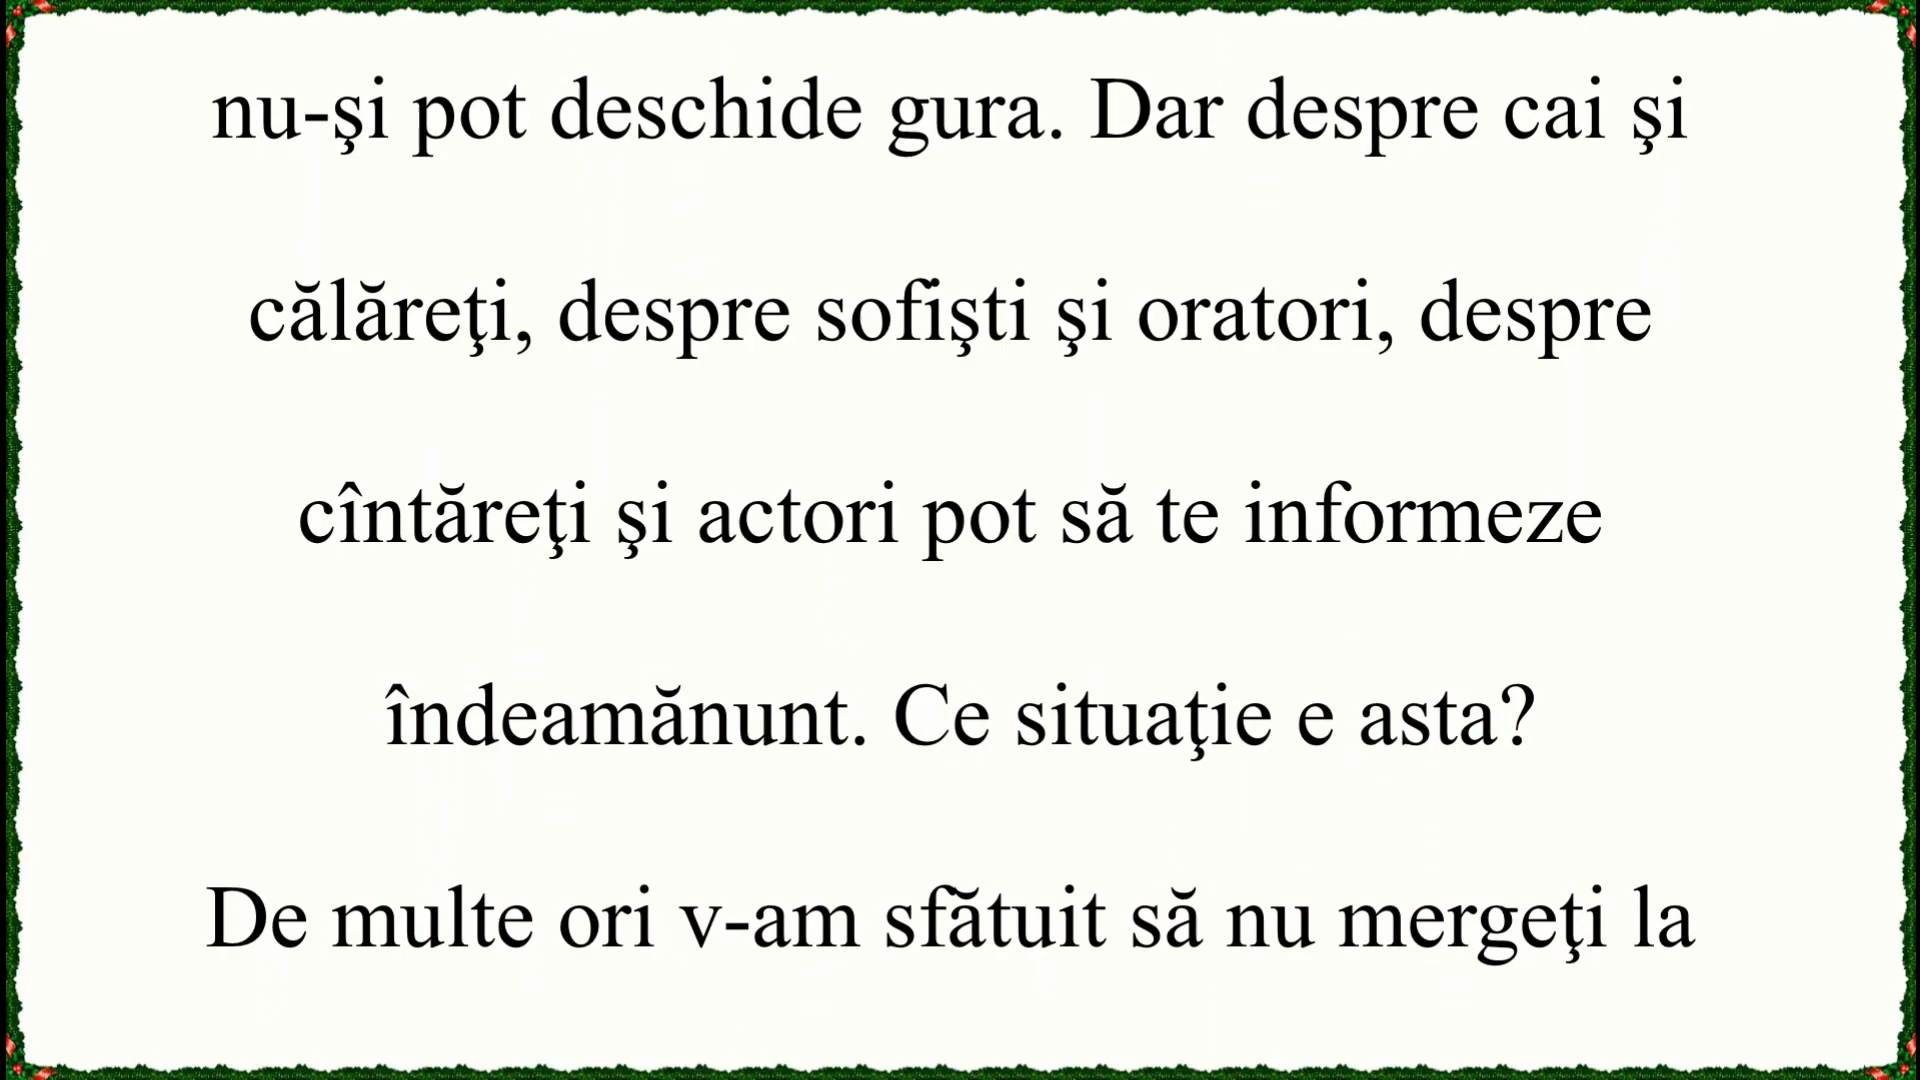 nu-şi pot deschide gura. Dar despre cai şi
călăreţi, despre sofişti şi oratori, despre
cîntăreţi şi actori pot să te informeze
îndeamănunt. Ce situaţie e asta?
De multe ori v-am sfătuit să nu mergeţi la